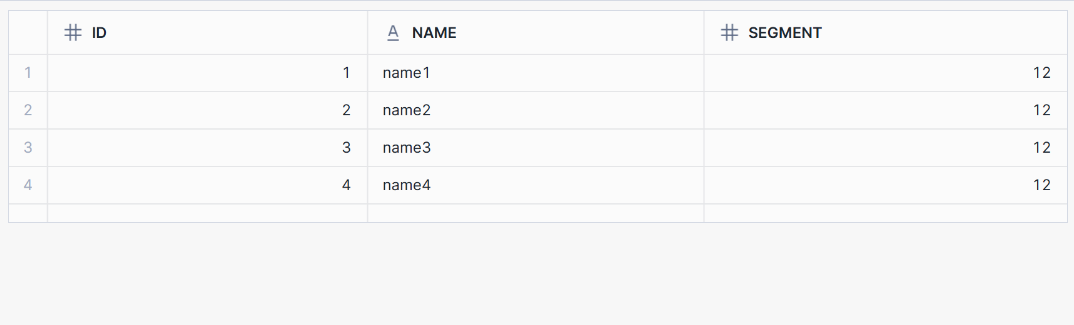 ID NAME SEGMENT
1 1 name1 12
2 2 name2 12
3 3 name3 12
4 4 name4 12